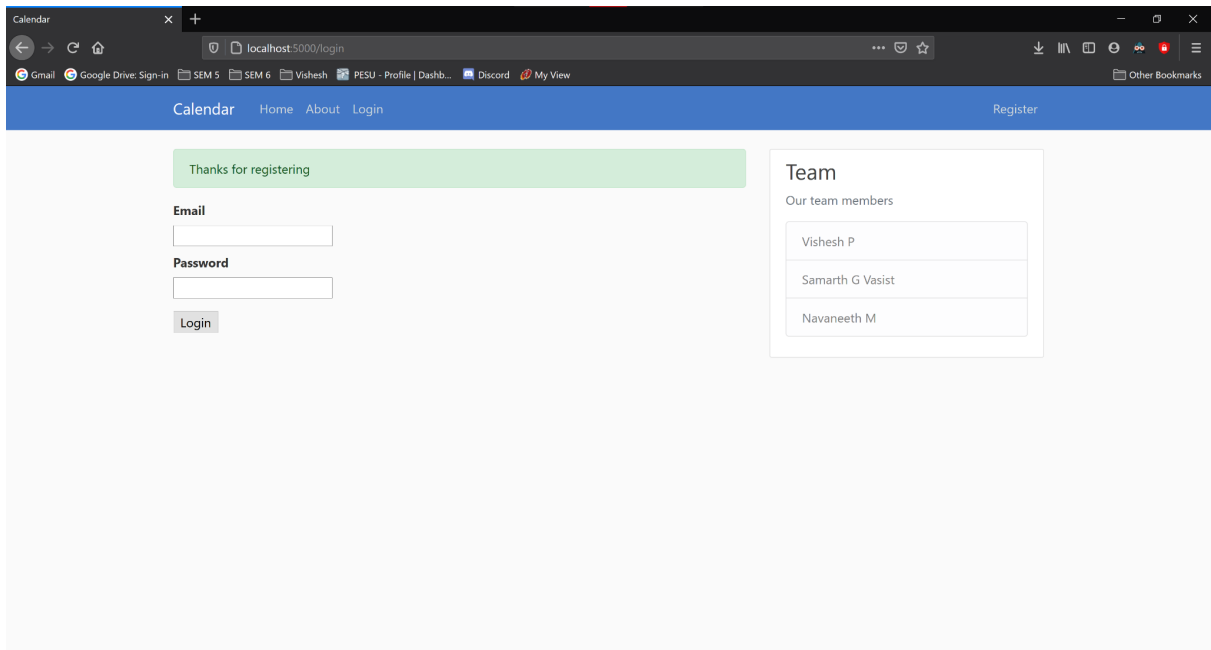 Calendar
localhost:5000/login
Gmail Google Drive: Sign-in SEM 5 SEM 6 Vishesh PESU - Profile | Dashb... Discord My View Other Bookmarks
Calendar Home About Login Register
Thanks for registering
Email
Password
Login
Team
Our team members
Vishesh P
Samarth G Vasist
Navaneeth M